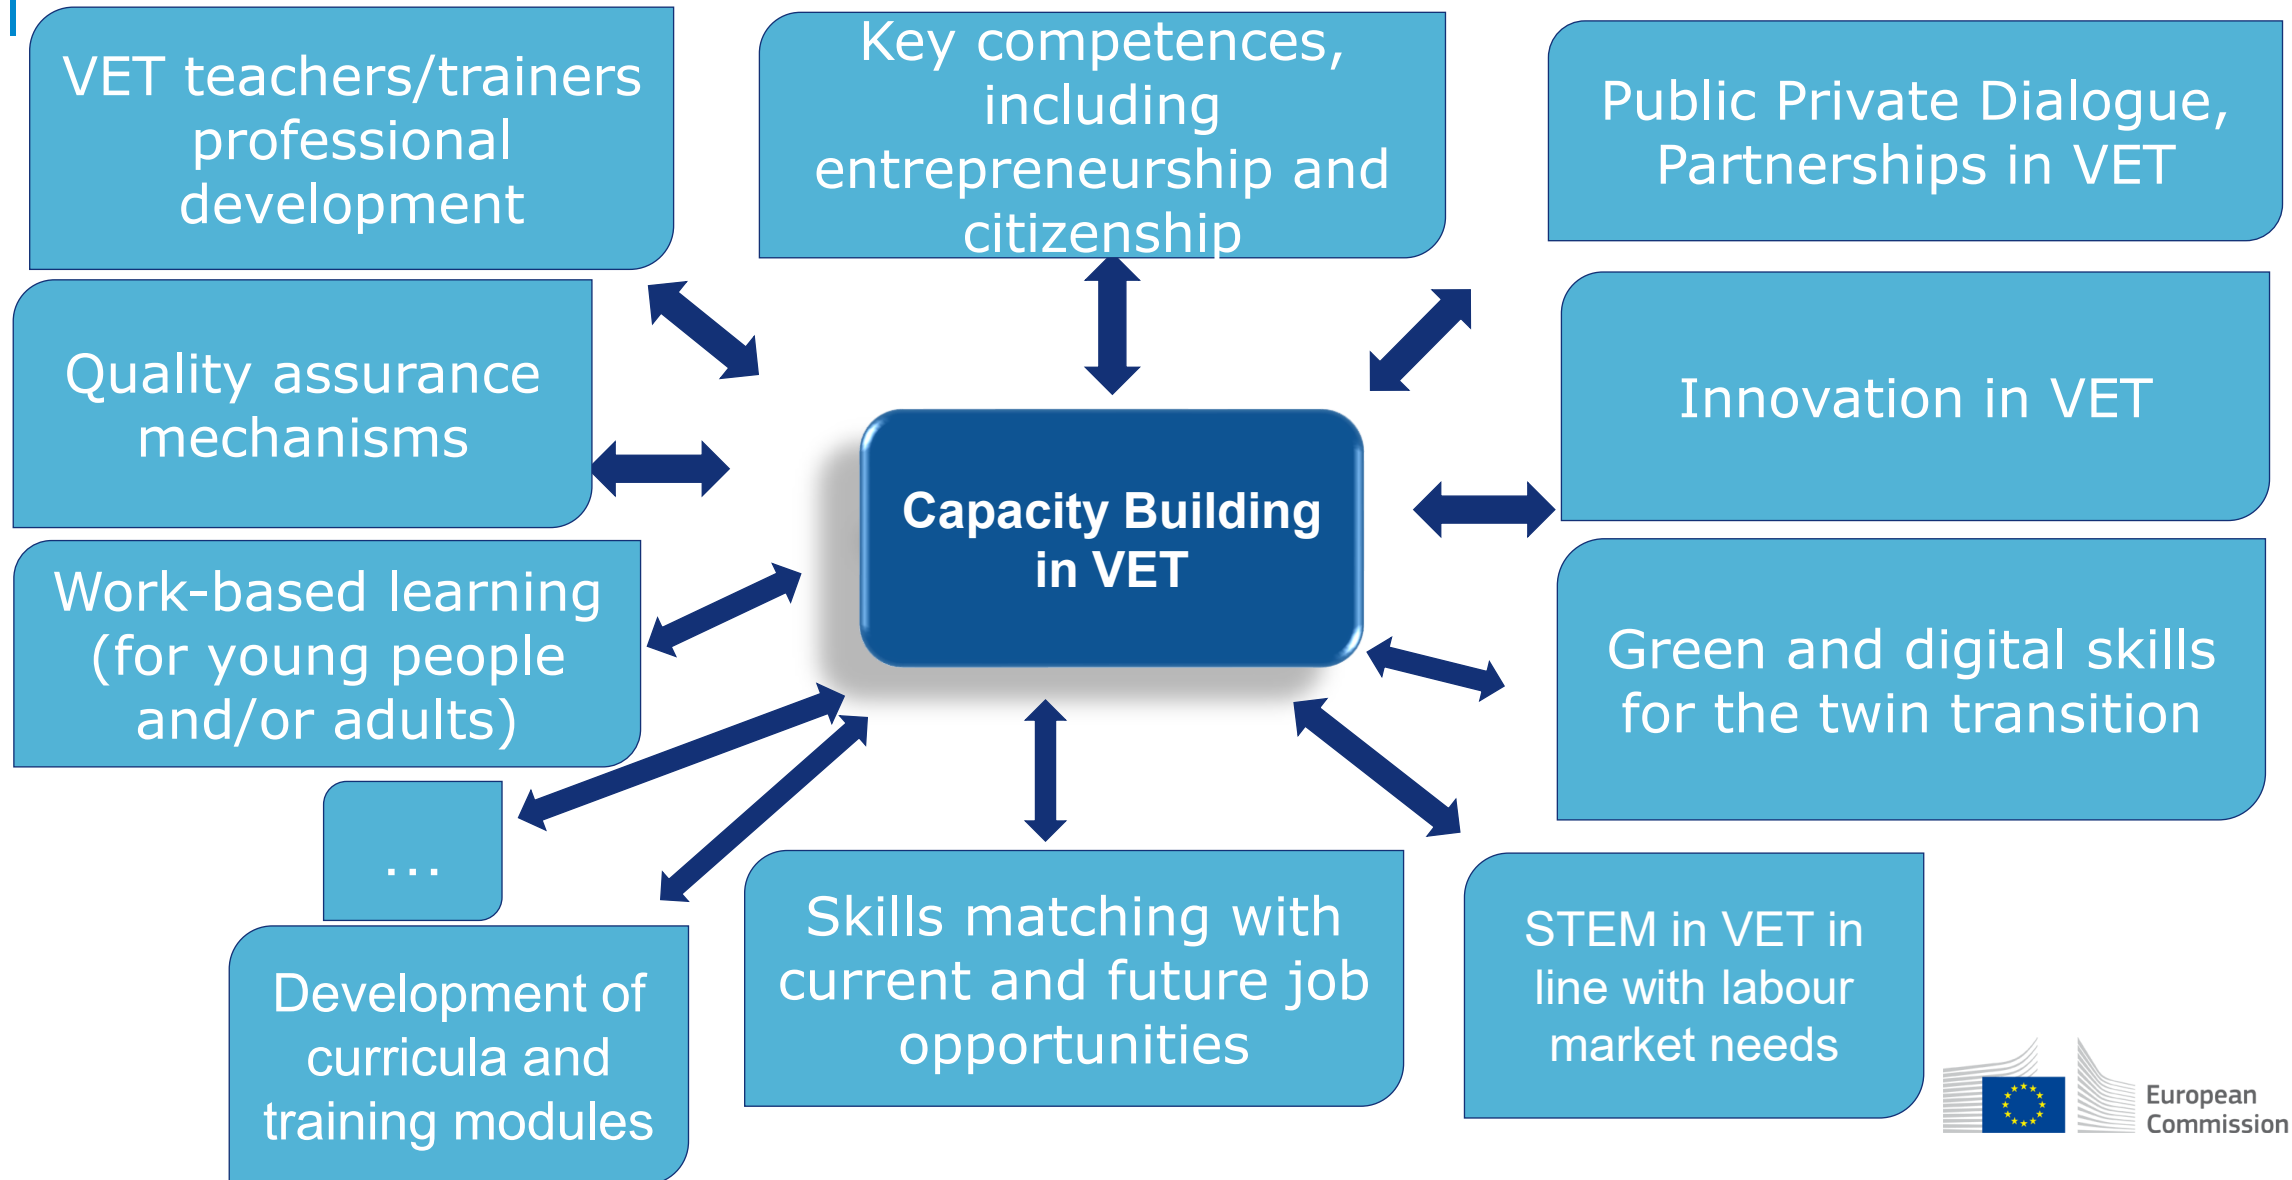 VET teachers/trainers
professional
development
Key competences,
including
entrepreneurship and
citizenship
Public Private Dialogue,
Partnerships in VET
Quality assurance
mechanisms
Innovation in VET
Capacity Building
in VET
Work-based learning
(for young people
and/or adults)
Green and digital skills
for the twin transition
...
Development of
curricula and
training modules
Skills matching with
current and future job
opportunities
STEM in VET in
line with labour
market needs
European
Commission